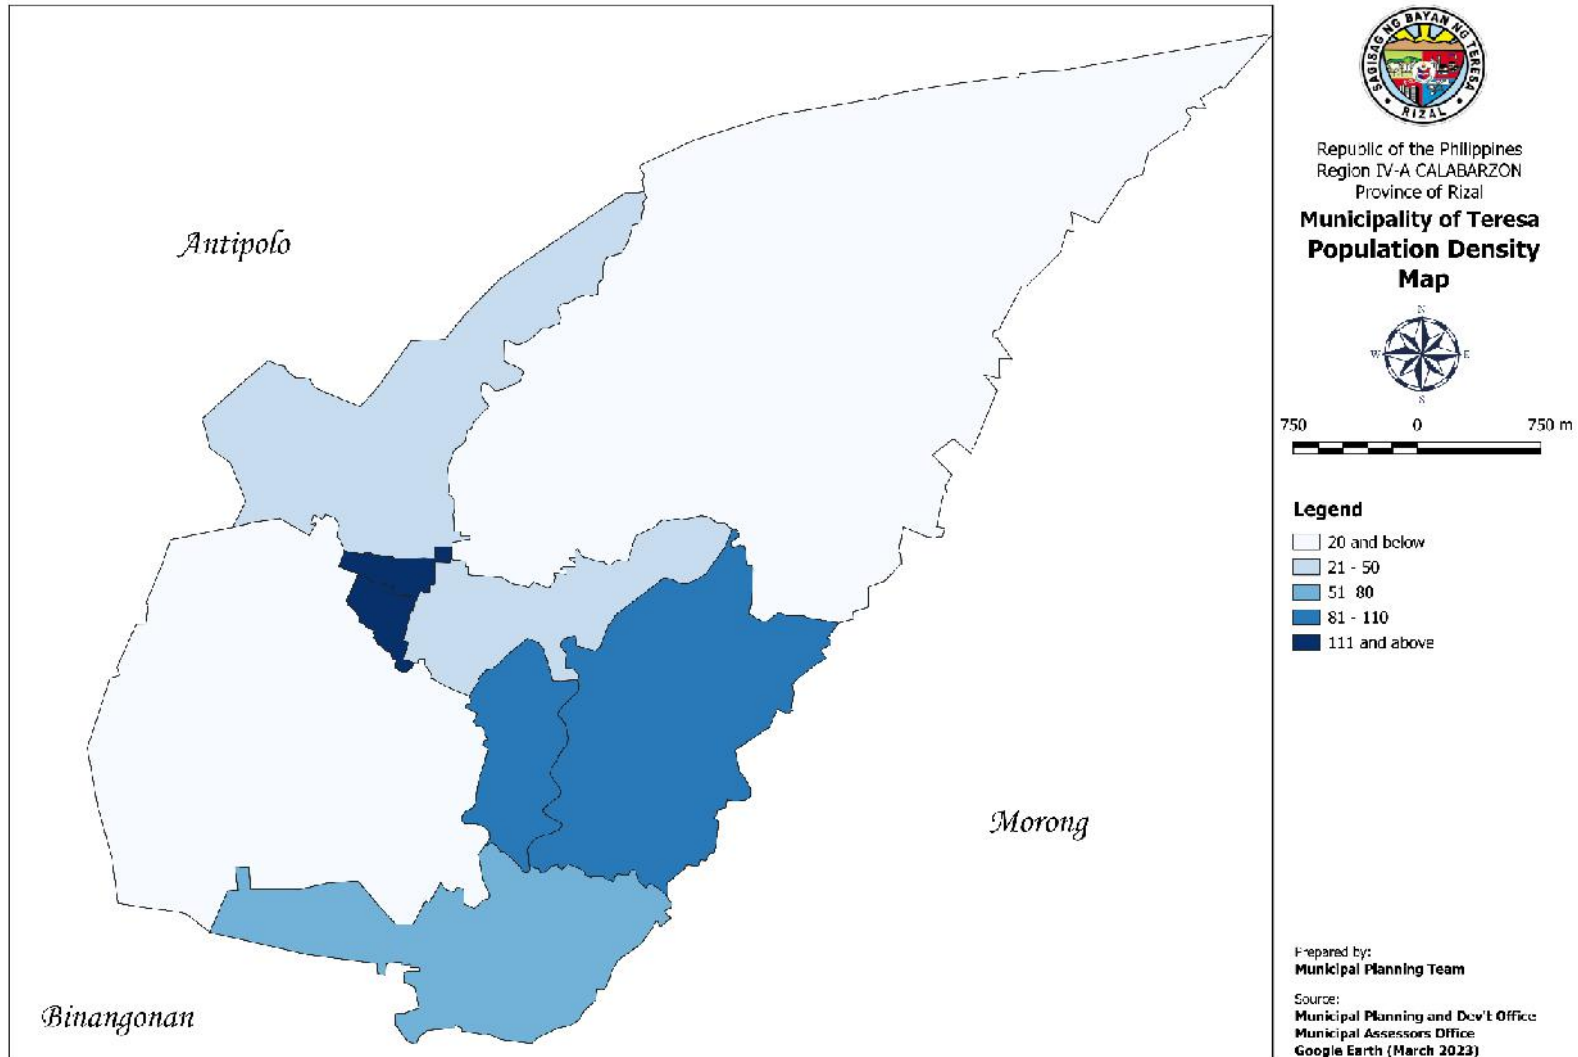 SAGISAG NG BAYAN NG TERESA
RIZAL
Republic of the Philippines
Region IV-A CALABARZON
Province of Rizal
Municipality of Teresa
Population Density
Map
N
W E
S
750 0 750 m
Legend
20 and below
21 - 50
51 80
81 - 110
111 and above
Antipolo
Morong
Binangonan
Prepared by:
Municipal Planning Team
Source:
Municipal Planning and Dev't Office
Municipal Assessors Office
Google Earth (March 2023)